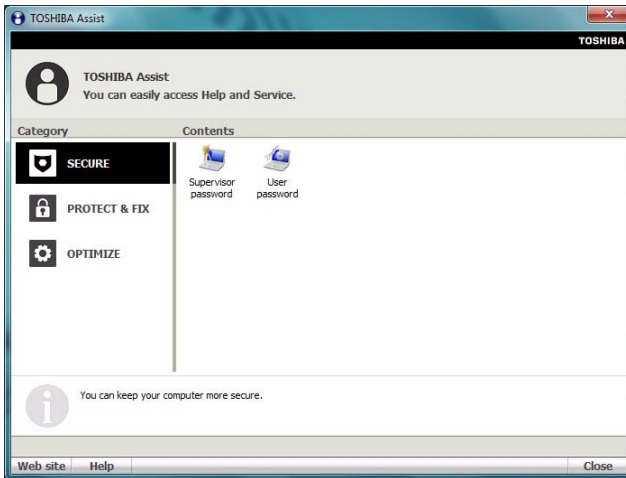 TOSHIBA Assist
TOSHIBA
TOSHIBA Assist
You can easily access Help and Service.
Category
Contents
SECURE
PROTECT & FIX
OPTIMIZE
Supervisor
password
User
password
You can keep your computer more secure.
Web site
Help
Close